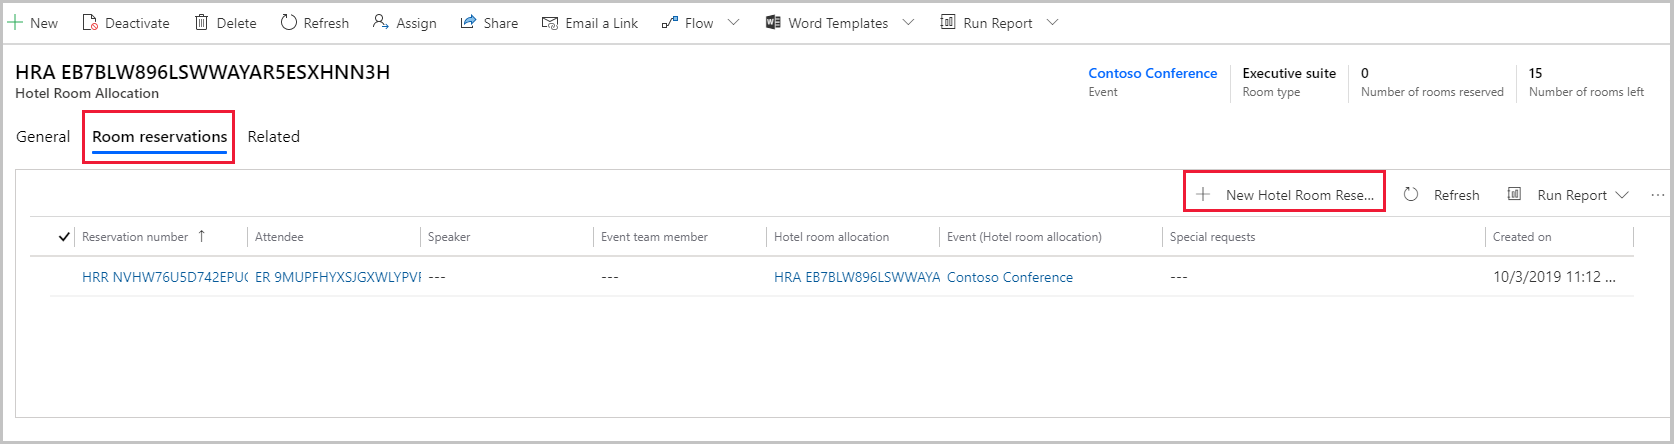 New Deactivate Delete Refresh Assign Share Email a Link Flow Word Templates Run Report
HRA EB7BLW896LSWWAYAR5ESXHNN3H
Hotel Room Allocation
Contoso Conference Executive suite 0 15
Event Room type Number of rooms reserved Number of rooms left
General Room reservations Related
New Hotel Room Rese... Refresh Run Report ...
Reservation number ↑ Attendee Speaker Event team member Hotel room allocation Event (Hotel room allocation) Special requests Created on
HRR NVHW76U5D742EPU ER 9MUPFHYXSJGXWLYPV --- --- HRA EB7BLW896LSWWAYA Contoso Conference --- 10/3/2019 11:12 ...